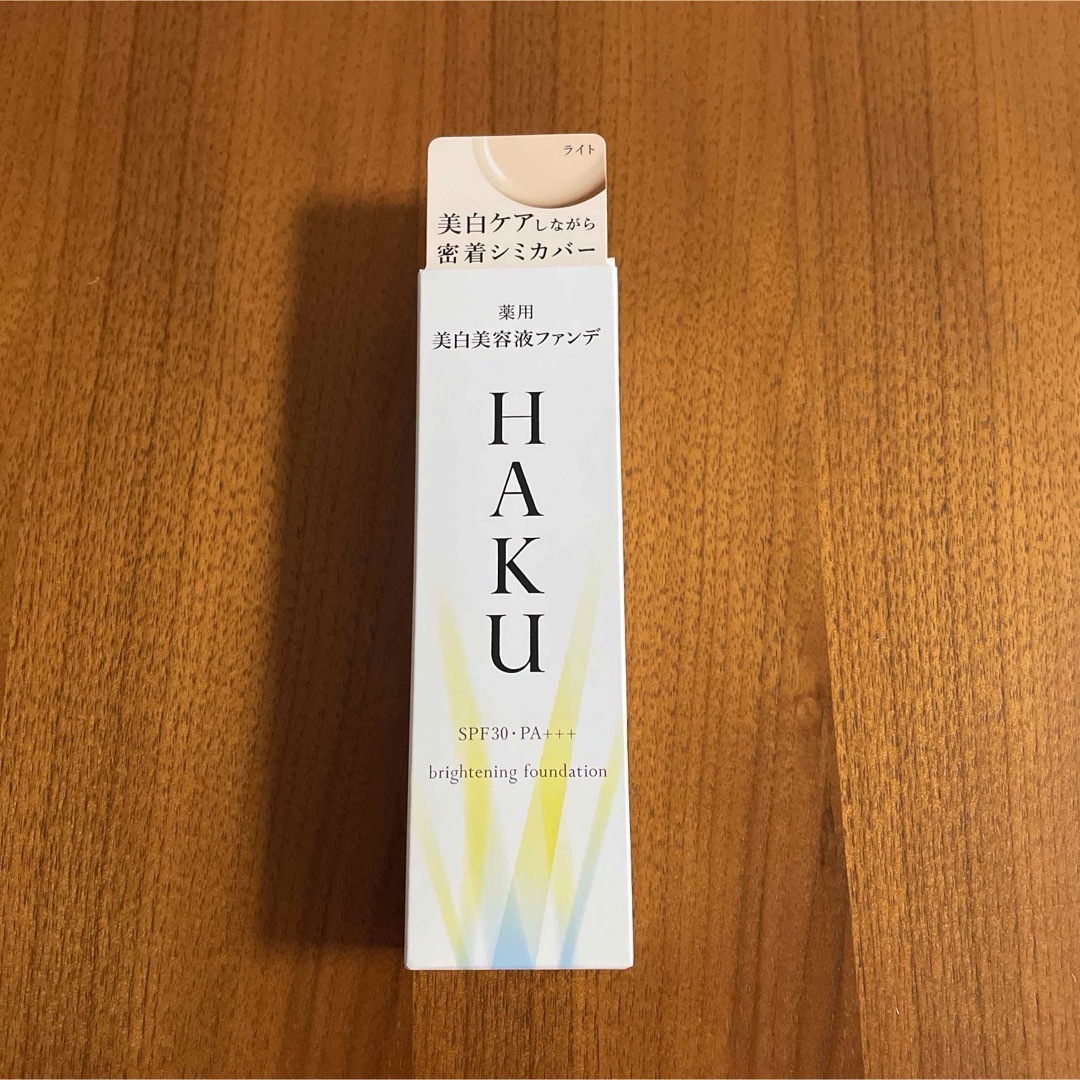 ライト
美白ケアしながら
密着シミカバー
薬用
美白美容液ファンデ
HAKU
SPF30・PA+++
brightening foundation